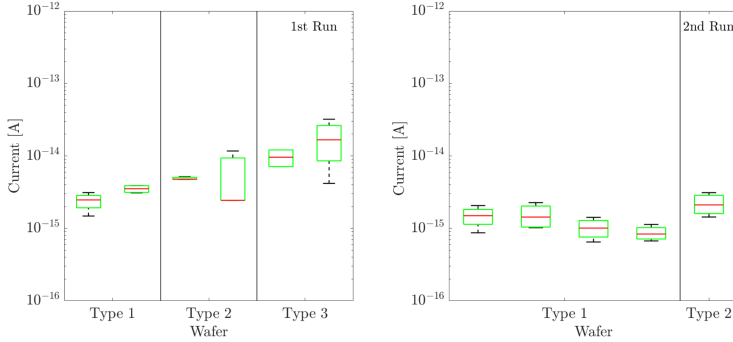 1st Run
10^-12
10^-13
10^-14
10^-15
10^-16
Current [A]
Type 1 Type 2 Type 3
Wafer
2nd Run
10^-12
10^-13
10^-14
10^-15
10^-16
Current [A]
Type 1 Type 2
Wafer